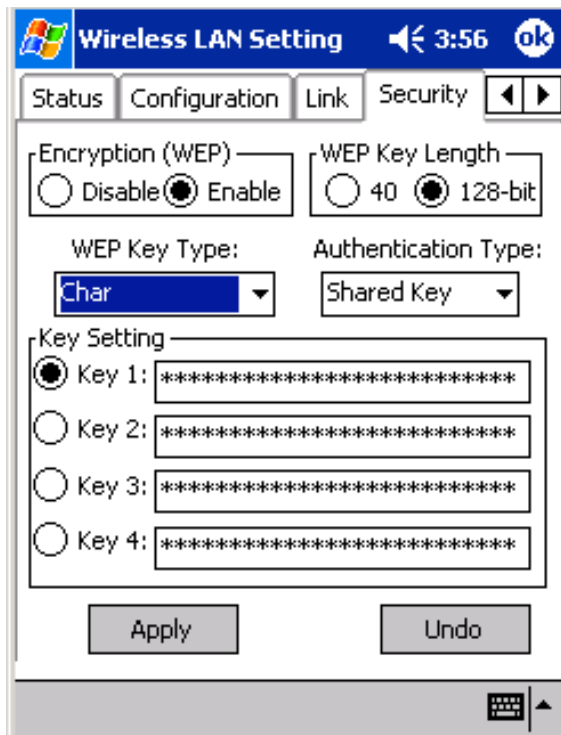 Wireless LAN Setting 3:56 ok
Status Configuration Link Security
Encryption (WEP) WEP Key Length
Disable Enable 40 128-bit
WEP Key Type: Authentication Type:
Char Shared Key
Key Setting
Key 1: **************************
Key 2: **************************
Key 3: **************************
Key 4: **************************
Apply Undo